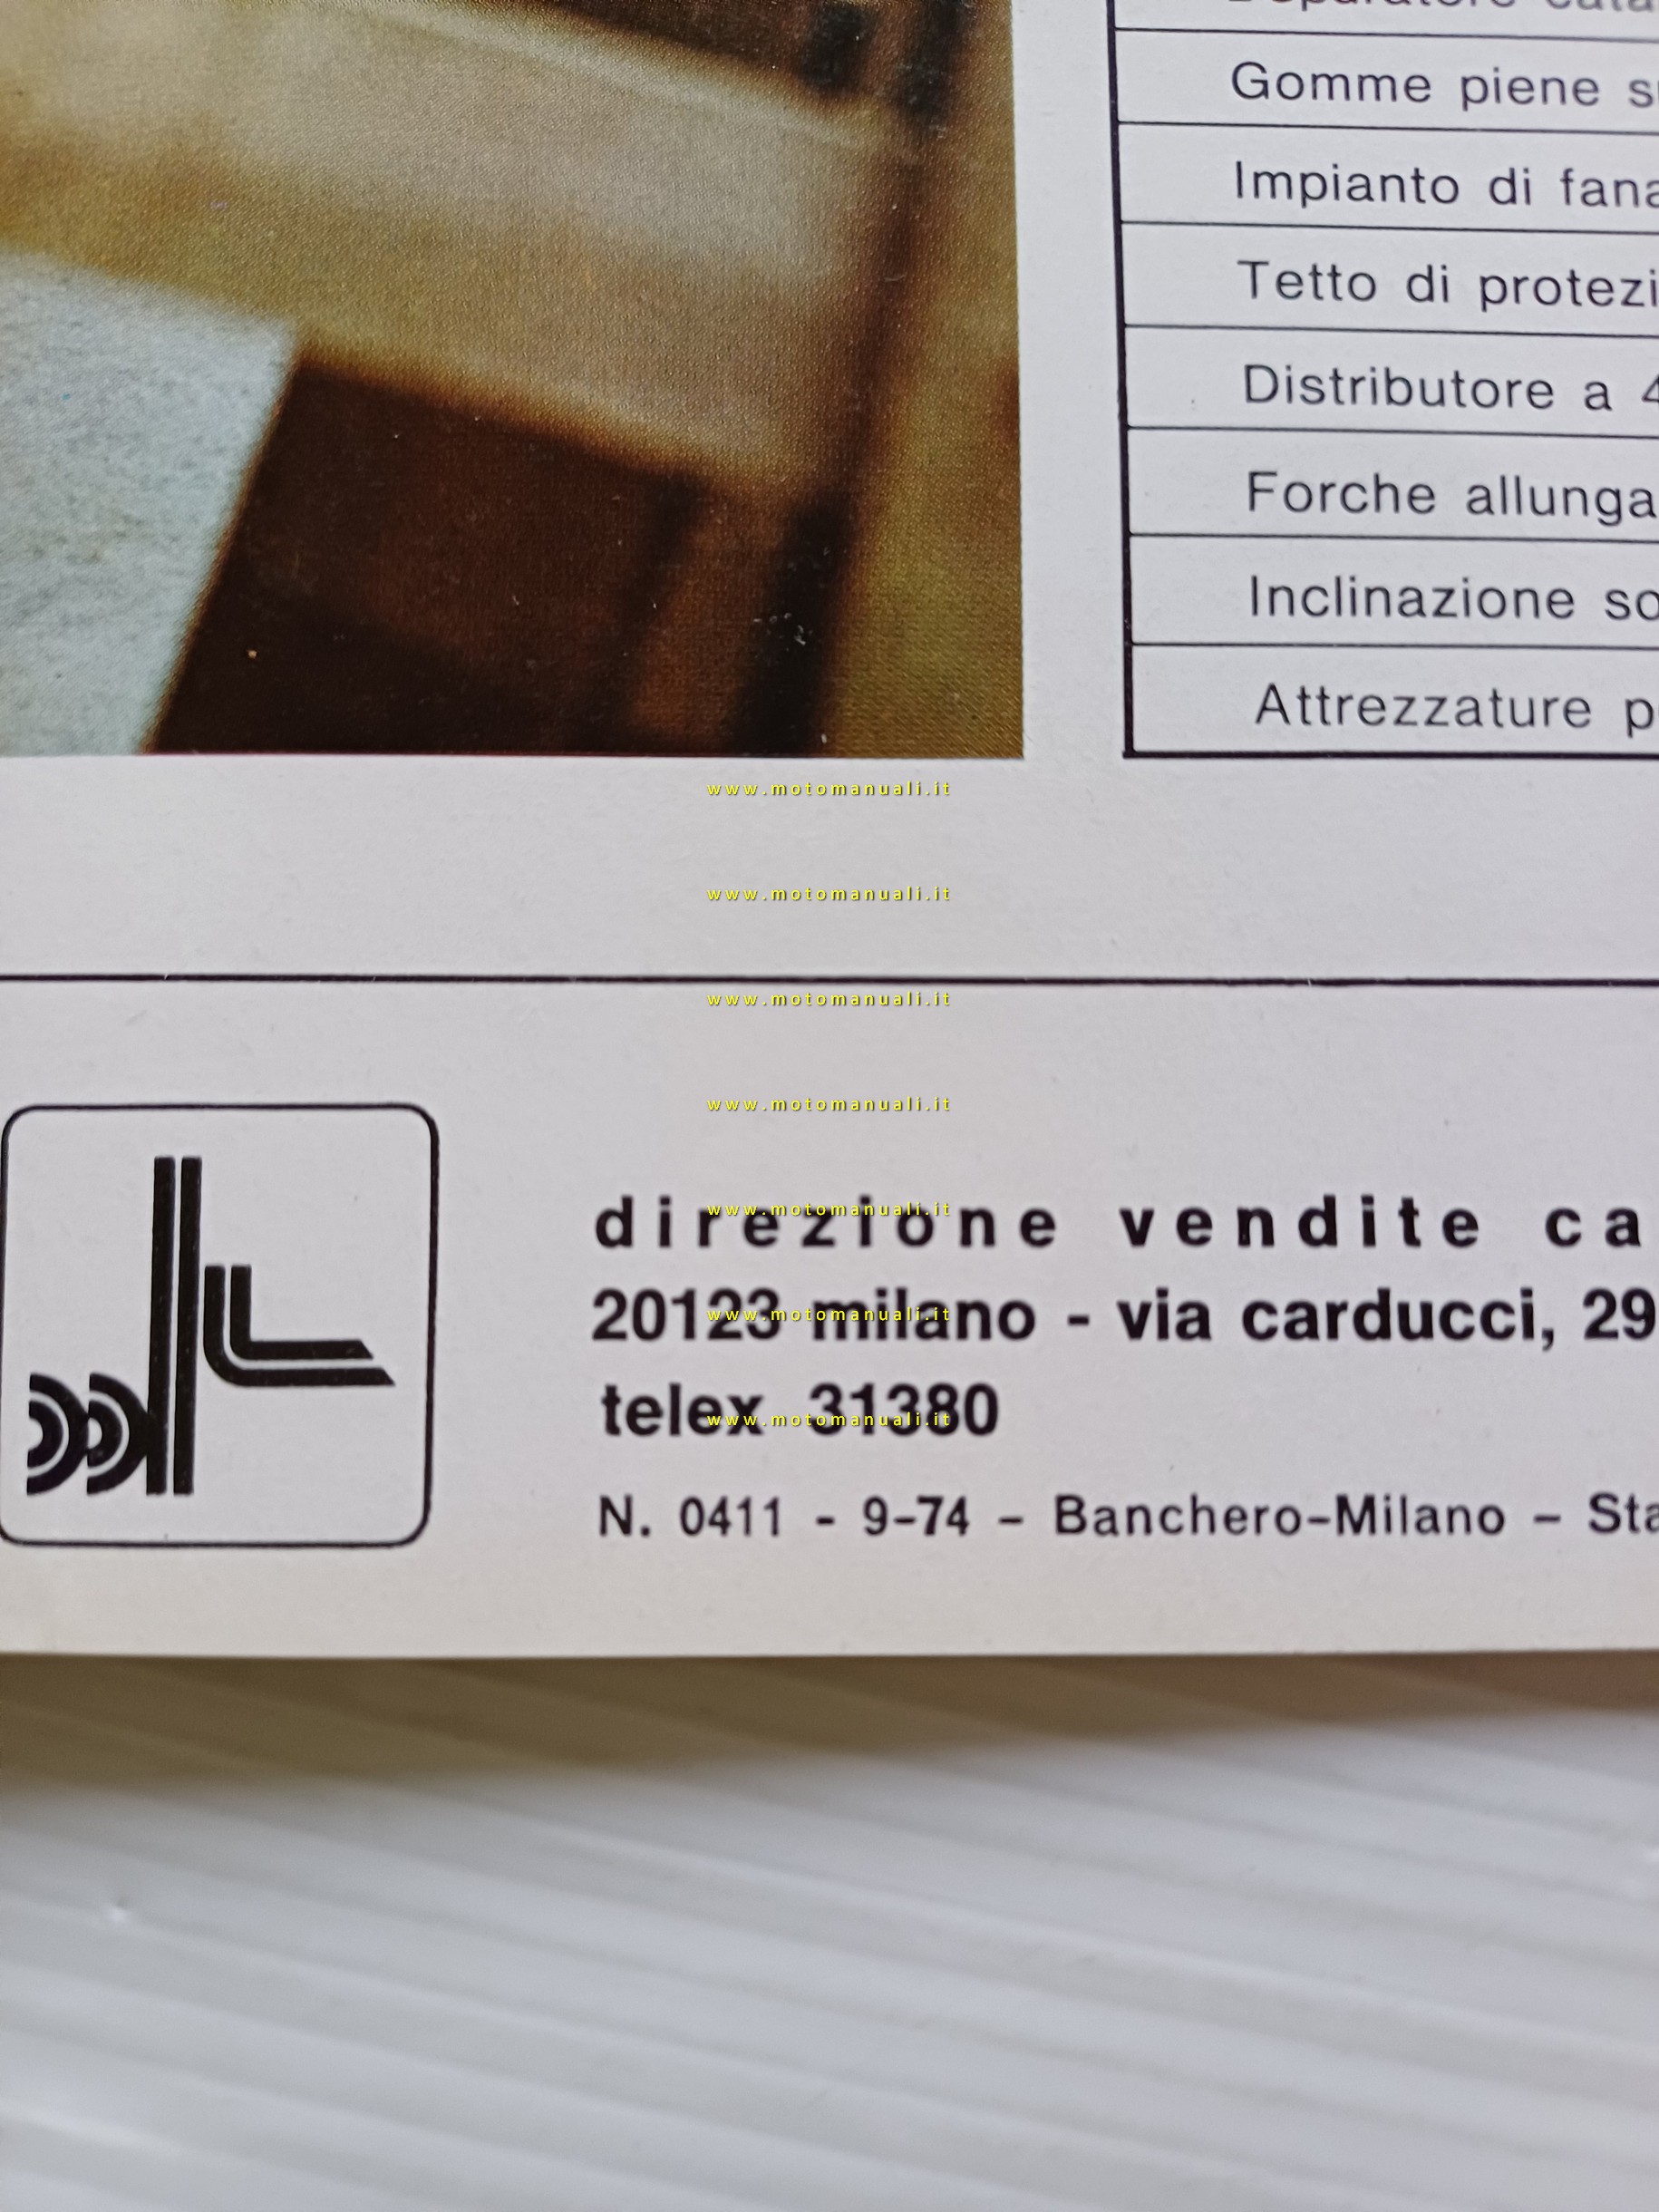 Gomme piene
Impianto di
Tetto di
Distributore a 4
Forche
Inclinazione
Attrezzature
www.motomanuali.it
www.motomanuali.it
www.motomanuali.it
www.motomanuali.it
www.motomanuali.it
direzione vendite
www.motomanuali.it
20123 milano - via carducci, 29
www.motomanuali.it
telex 31380
N. 0411 - 9-74 - Banchero-Milano -